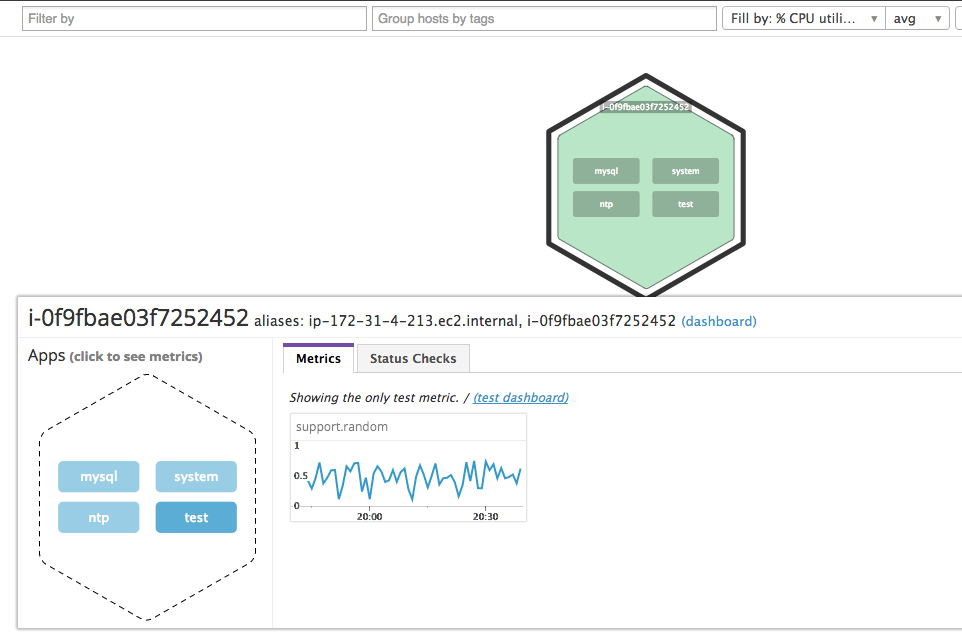 Filter by Group hosts by tags Fill by: % CPU utili... avg
i-0f9fbae03f7252452
mysql system
ntp test
i-0f9fbae03f7252452 aliases: ip-172-31-4-213.ec2.internal, i-0f9fbae03f7252452 (dashboard)
Apps (click to see metrics)
mysql system
ntp test
Metrics Status Checks
Showing the only test metric. / (test dashboard)
support.random
1
0.5
0
20:00 20:30